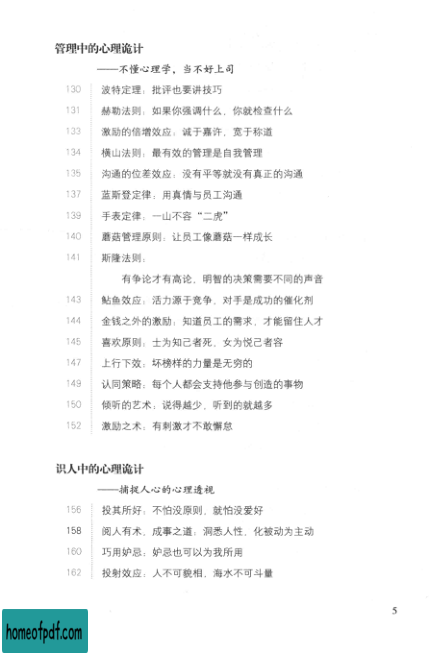 管理中的心理诡计
——不懂心理学，当不好上司
130 波特定理：批评也要讲技巧
131 赫勒法则：如果你强调什么，你就检查什么
133 激励的倍增效应：诚于嘉许，宽于称道
134 横山法则：最有效的管理是自我管理
135 沟通的位差效应：没有平等就没有真正的沟通
137 蓝斯登定律：用真情与员工沟通
139 手表定律：一山不容“二虎”
140 蘑菇管理原则：让员工像蘑菇一样成长
141 斯隆法则：
有争论才有高论，明智的决策需要不同的声音
143 鲇鱼效应：活力源于竞争，对手是成功的催化剂
144 金钱之外的激励：知道员工的需求，才能留住人才
145 喜欢原则：士为知己者死，女为悦己者容
147 上行下效：坏榜样的力量是无穷的
149 认同策略：每个人都会支持他参与创造的事物
150 倾听的艺术：说得越少，听到的就越多
152 激励之术：有刺激才不敢懈怠
识人中的心理诡计
——捕捉人心的心理透视
156 投其所好：不怕没原则，就怕没爱好
158 阅人有术，成事之道：洞悉人性，化被动为主动
160 巧用妒忌：妒忌也可以为我所用
162 投射效应：人不可貌相，海水不可斗量
5
homeofpdf.com